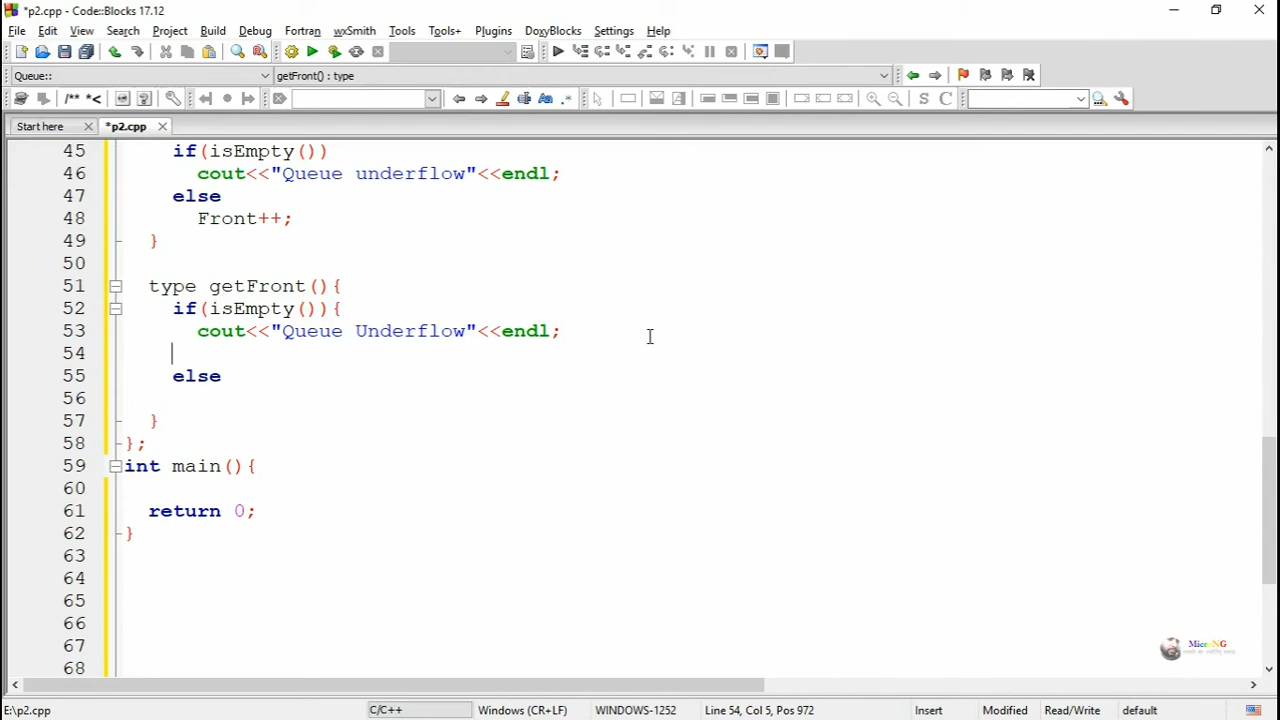 *p2.cpp - Code::Blocks 17.12
File Edit View Search Project Build Debug Fortran wxSmith Tools Tools+ Plugins DoxyBlocks Settings Help
Queue:: getFront() : type
/** *<
S C
Start here *p2.cpp
45 if(isEmpty())
46 cout<<"Queue underflow"<<endl;
47 else
48 Front++;
49 }
50
51 type getFront(){
52 if(isEmpty()){
53 cout<<"Queue Underflow"<<endl;
54
55 else
56
57 }
58 };
59 int main(){
60
61 return 0;
62 }
63
64
65
66
67
68
E:\p2.cpp C/C++ Windows (CR+LF) WINDOWS-1252 Line 54, Col 5, Pos 972 Insert Modified Read/Write default